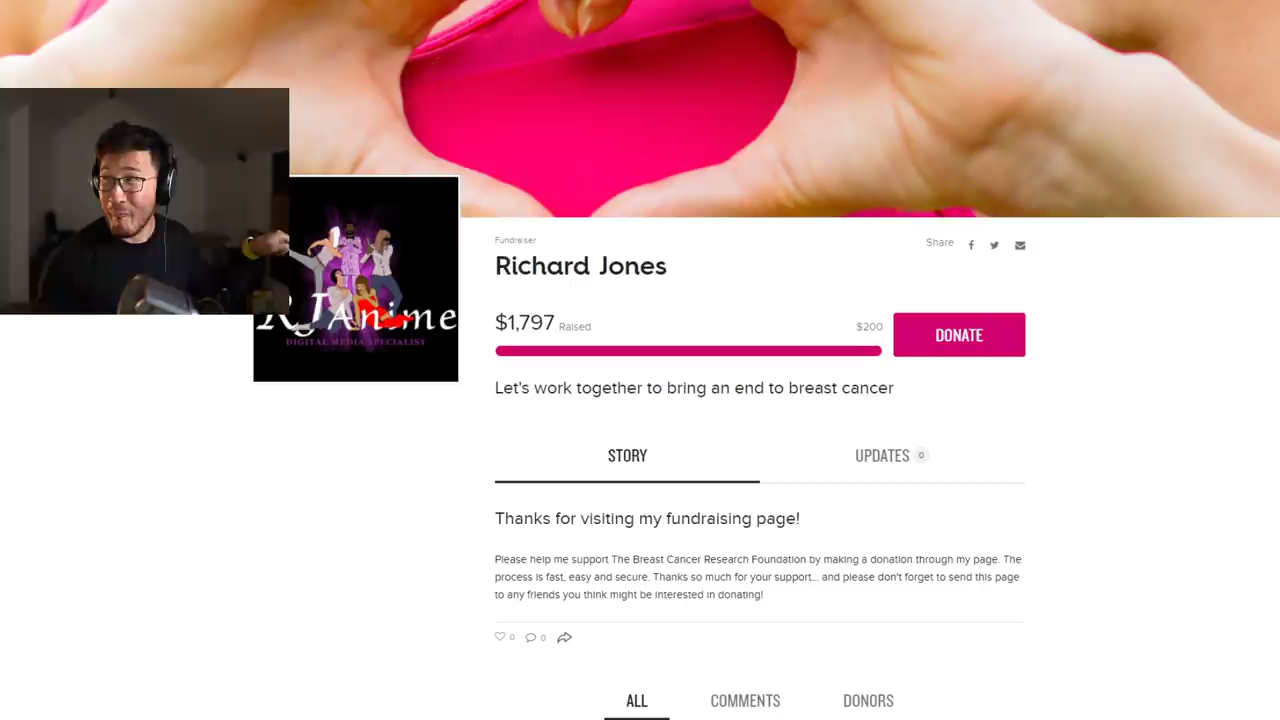 Fundraiser
Share
Richard Jones
$1,797 Raised
$200
DONATE
RJAnime
DIGITAL MEDIA SPECIALIST
Let's work together to bring an end to breast cancer
STORY
UPDATES 0
Thanks for visiting my fundraising page!
Please help me support The Breast Cancer Research Foundation by making a donation through my page. The
process is fast, easy and secure. Thanks so much for your support... and please don't forget to send this page
to any friends you think might be interested in donating!
0
0
ALL
COMMENTS
DONORS